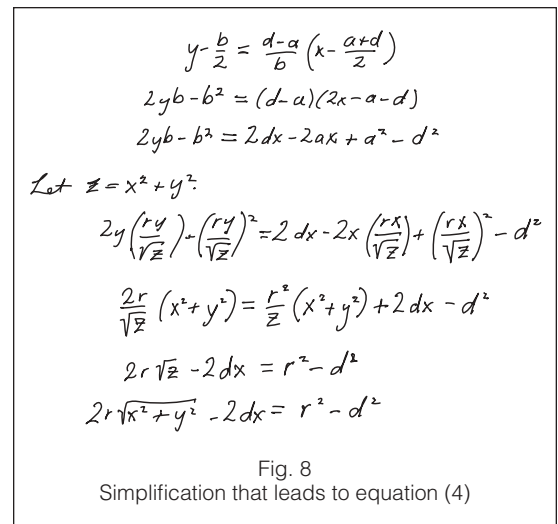 y - b/2 = (d-a)/b (x - (a+d)/2)
2yb - b² = (d-a)(2x-a-d)
2yb - b² = 2dx - 2ax + a² - d²
Let z = x² + y².
2y(ry/√z) - (ry/√z)² = 2dx - 2x(rx/√z) + (rx/√z)² - d²
2r/√z (x²+y²) = r²/z (x²+y²) + 2dx - d²
2r√z - 2dx = r² - d²
2r√(x² + y²) - 2dx = r² - d²
Fig. 8
Simplification that leads to equation (4)